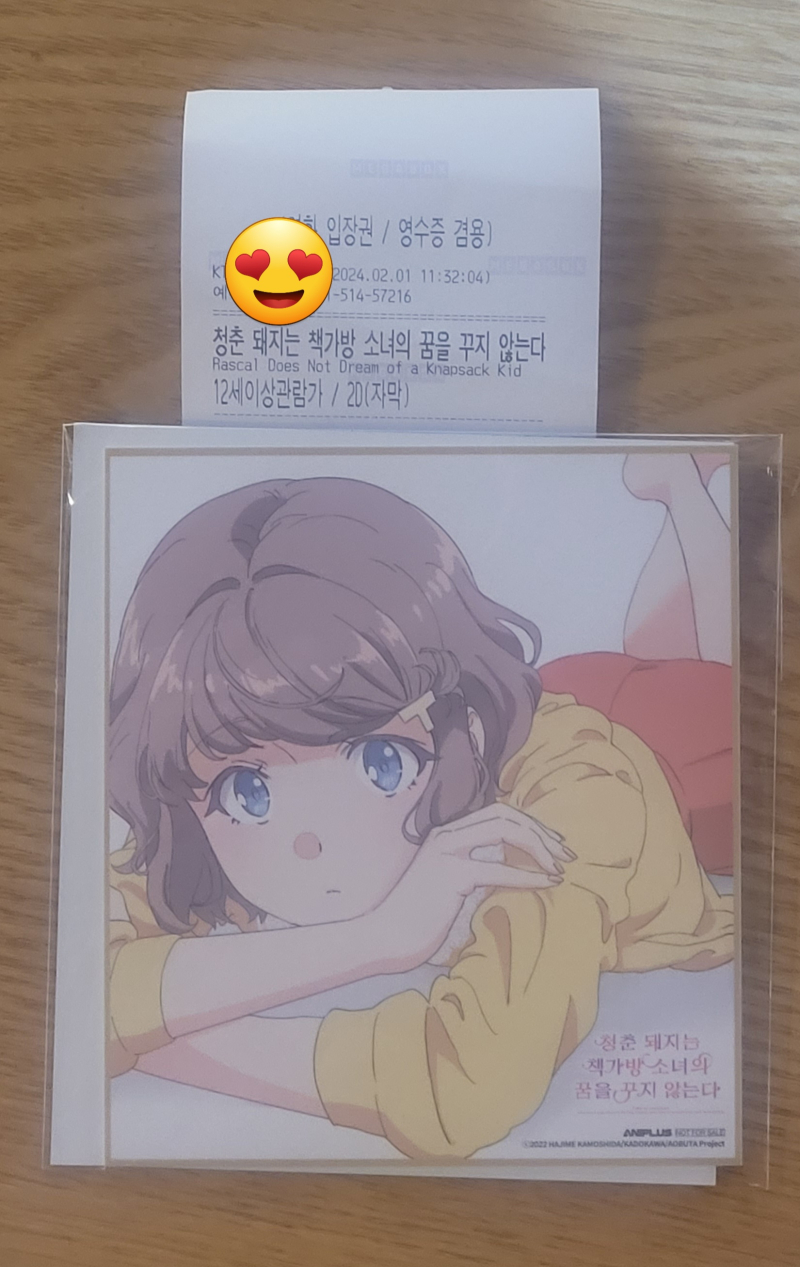 입장권 / 영수증 겸용)
2024.02.01 11:32:04)
-514-57216
청춘 돼지는 책가방 소녀의 꿈을 꾸지 않는다
Rascal Does Not Dream of a Knapsack Kid
12세이상관람가 / 2D(자막)
청춘 돼지는
책가방 소녀의
꿈을 꾸지 않는다
ANIPLUS NOT FOR SALE
©2022 HAJIME KAMOSHIDA/KADOKAWA/AOBUTA Project